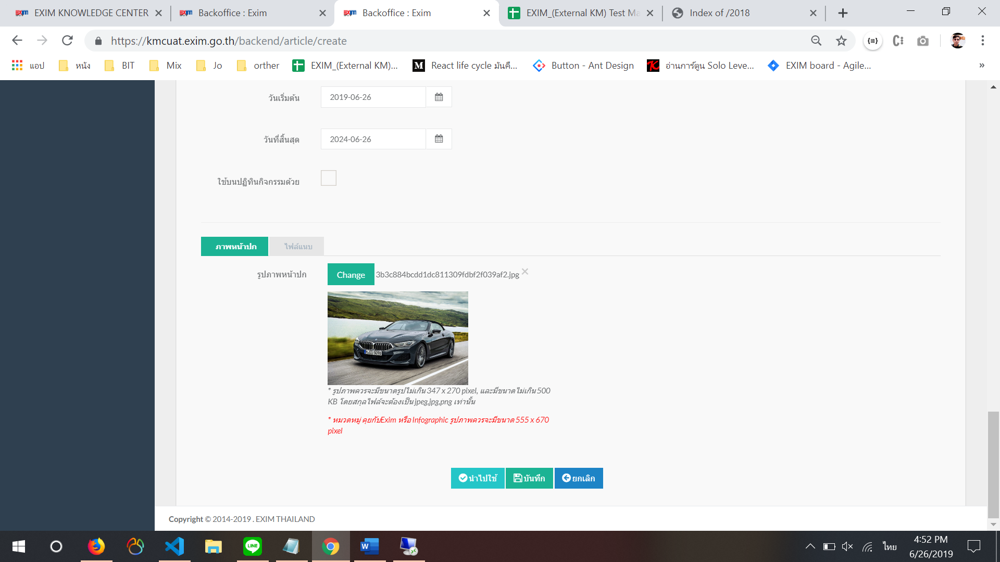 EXIM KNOWLEDGE CENTER
Backoffice : Exim
Backoffice : Exim
EXIM_(External KM) Test Ma
Index of /2018
https://kmcuat.exim.go.th/backend/article/create
แอป
หนัง
BIT
Mix
Jo
orther
EXIM_(External KM)...
React life cycle มันคื...
Button - Ant Design
อ่านการ์ตูน Solo Leve...
EXIM board - Agile...
»
วันเริ่มต้น
2019-06-26
วันที่สิ้นสุด
2024-06-26
ใช้บนปฏิทินกิจกรรมด้วย
ภาพหน้าปก
ไฟล์แนบ
รูปภาพหน้าปก
Change
3b3c884bcdd1dc811309fdbf2f039af2.jpg
* รูปภาพควรจะมีขนาดรูปไม่เกิน 347 x 270 pixel, และมีขนาดไม่เกิน 500
KB โดยสกุลไฟล์จะต้องเป็น jpeg,jpg,png เท่านั้น
* หมวดหมู่ คุยกับExim หรือ Infographic รูปภาพควรจะมีขนาด 555 x 670
pixel
นำไปใช้
บันทึก
ยกเลิก
Copyright © 2014-2019 . EXIM THAILAND
LINE
ไทย
4:52 PM
6/26/2019